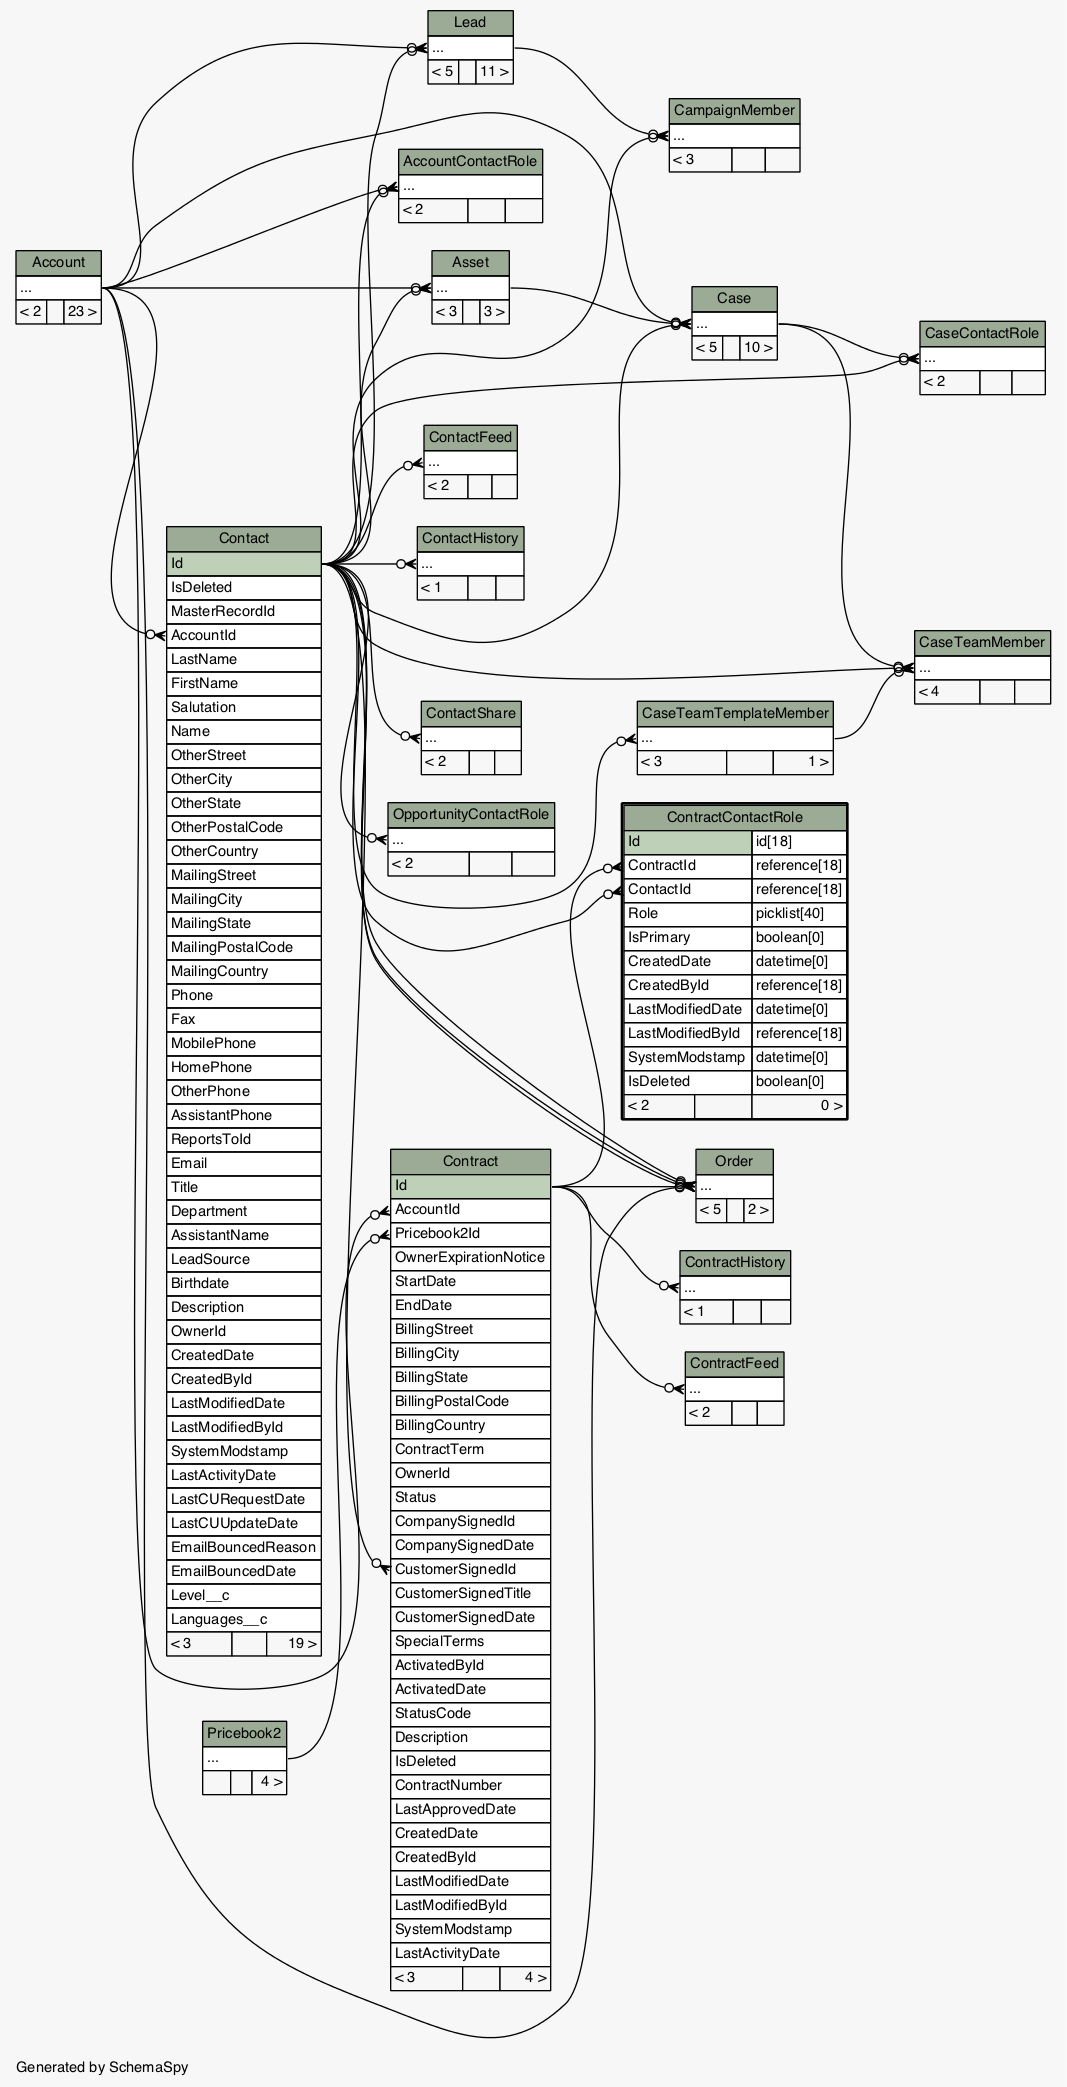 Lead
...
< 5 11 >
CampaignMember
...
< 3
AccountContactRole
...
< 2
Account
...
< 2 23 >
Asset
...
< 3 3 >
Case
...
< 5 10 >
CaseContactRole
...
< 2
ContactFeed
...
< 2
ContactHistory
...
< 1
Contact
Id
IsDeleted
MasterRecordId
AccountId
LastName
FirstName
Salutation
Name
OtherStreet
OtherCity
OtherState
OtherPostalCode
OtherCountry
MailingStreet
MailingCity
MailingState
MailingPostalCode
MailingCountry
Phone
Fax
MobilePhone
HomePhone
OtherPhone
AssistantPhone
ReportsToId
Email
Title
Department
AssistantName
LeadSource
Birthdate
Description
OwnerId
CreatedDate
CreatedById
LastModifiedDate
LastModifiedById
SystemModstamp
LastActivityDate
LastCURequestDate
LastCUUpdateDate
EmailBouncedReason
EmailBouncedDate
Level__c
Languages__c
< 3 19 >
CaseTeamMember
...
< 4
ContactShare
...
< 2
CaseTeamTemplateMember
...
< 3 1 >
OpportunityContactRole
...
< 2
ContractContactRole
Id id[18]
ContractId reference[18]
ContactId reference[18]
Role picklist[40]
IsPrimary boolean[0]
CreatedDate datetime[0]
CreatedById reference[18]
LastModifiedDate datetime[0]
LastModifiedById reference[18]
SystemModstamp datetime[0]
IsDeleted boolean[0]
< 2 0 >
Contract
Id
AccountId
Pricebook2Id
OwnerExpirationNotice
StartDate
EndDate
BillingStreet
BillingCity
BillingState
BillingPostalCode
BillingCountry
ContractTerm
OwnerId
Status
CompanySignedId
CompanySignedDate
CustomerSignedId
CustomerSignedTitle
CustomerSignedDate
SpecialTerms
ActivatedById
ActivatedDate
StatusCode
Description
IsDeleted
ContractNumber
LastApprovedDate
CreatedDate
CreatedById
LastModifiedDate
LastModifiedById
SystemModstamp
LastActivityDate
< 3 4 >
Order
...
< 5 2 >
ContractHistory
...
< 1
ContractFeed
...
< 2
Pricebook2
...
4 >
Generated by SchemaSpy